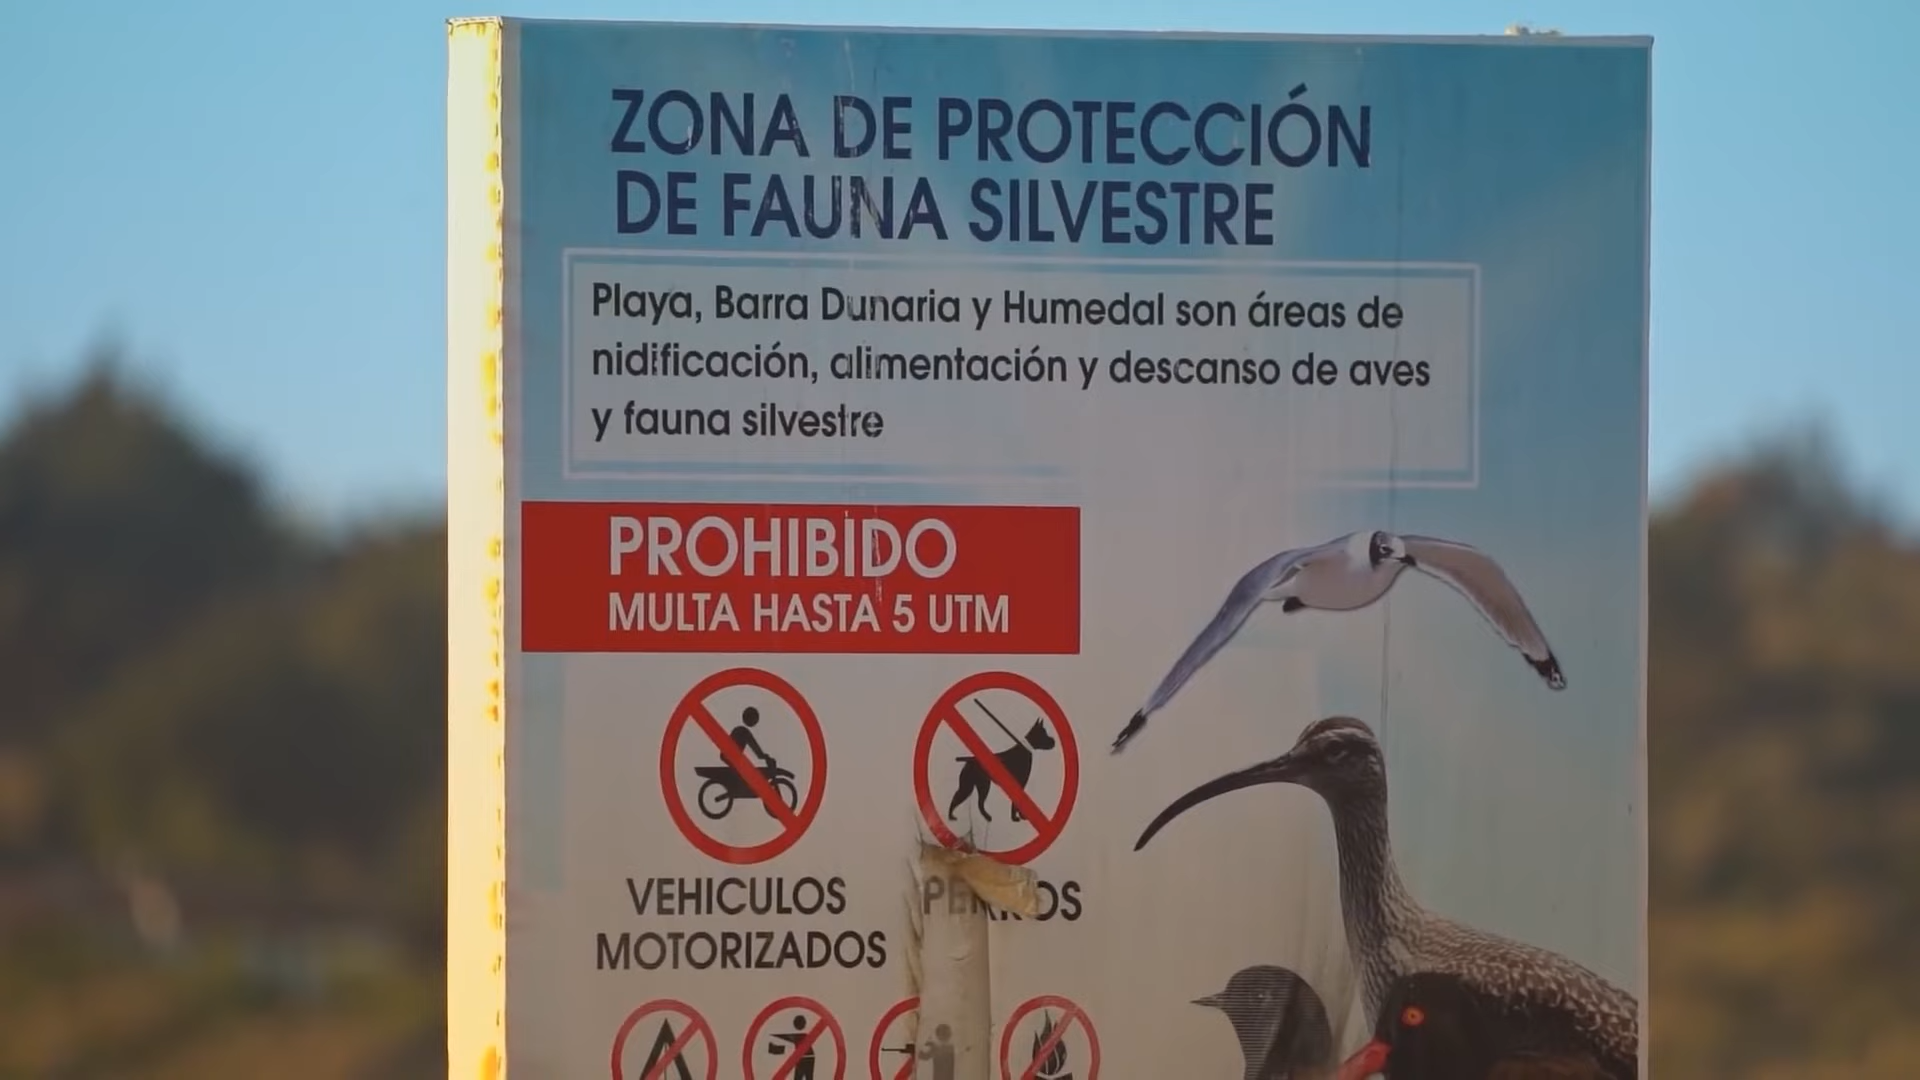 ZONA DE PROTECCIÓN
DE FAUNA SILVESTRE
Playa, Barra Dunaria y Humedal son áreas de
nidificación, alimentación y descanso de aves
y fauna silvestre
PROHIBIDO
MULTA HASTA 5 UTM
VEHICULOS
MOTORIZADOS
PERROS